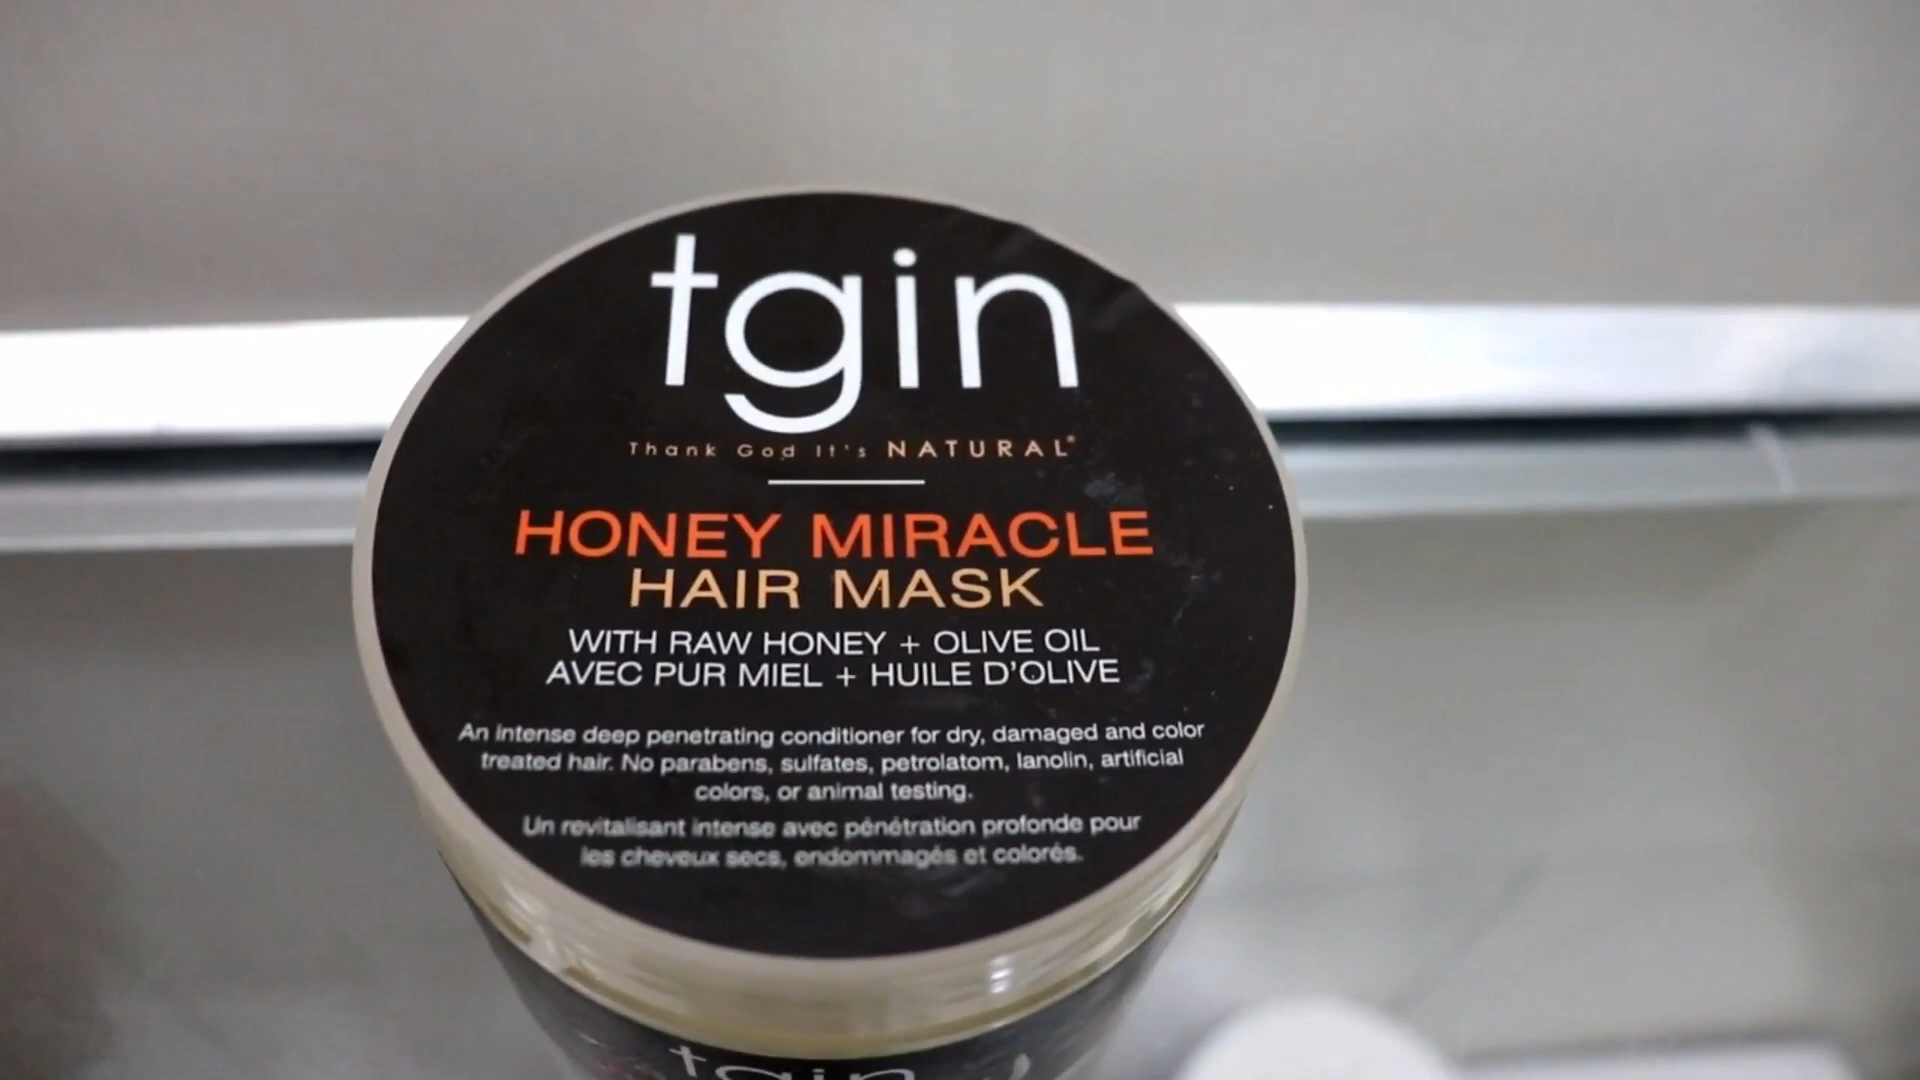 tgin
Thank God It's NATURAL®
HONEY MIRACLE
HAIR MASK
WITH RAW HONEY + OLIVE OIL
AVEC PUR MIEL + HUILE D'OLIVE
An intense deep penetrating conditioner for dry, damaged and color
treated hair. No parabens, sulfates, petrolatom, lanolin, artificial
colors, or animal testing.
Un revitalisant intense avec pénétration profonde pour
les cheveux secs, endommagés et colorés.
tgin